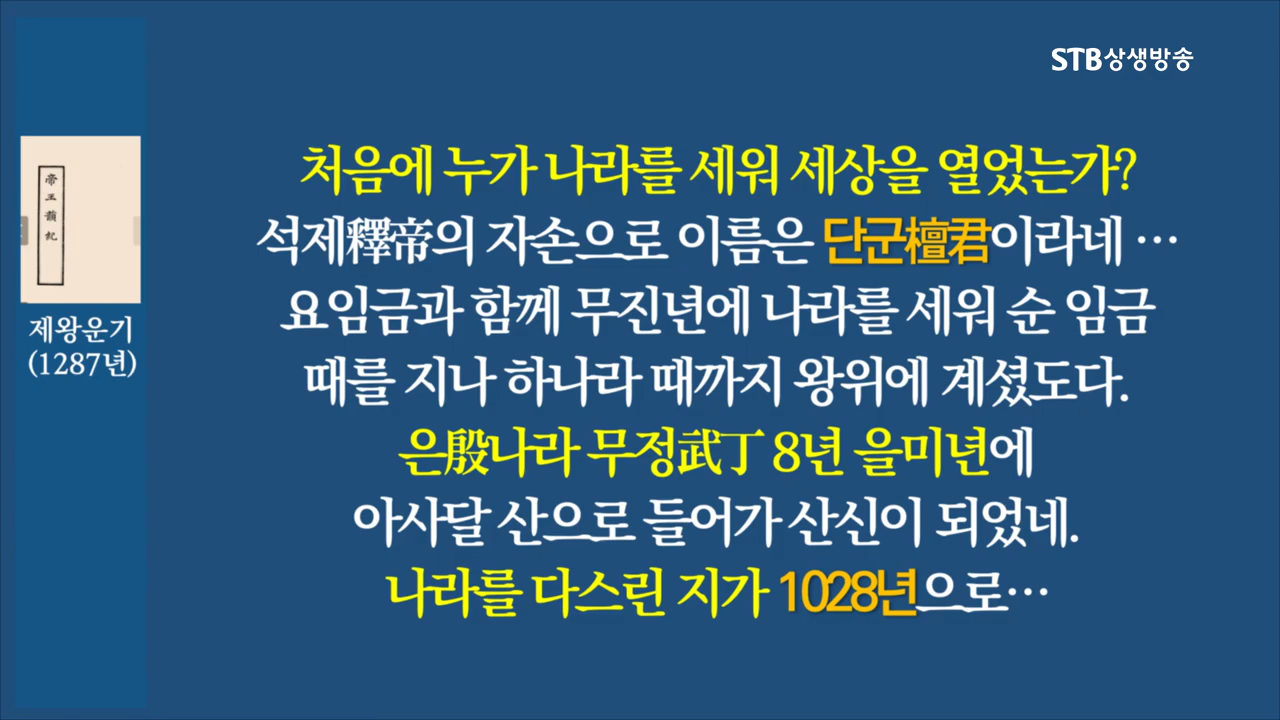 STB상생방송
帝王韻紀
제왕운기
(1287년)
처음에 누가 나라를 세워 세상을 열었는가?
석제釋帝의 자손으로 이름은 단군檀君이라네 …
요임금과 함께 무진년에 나라를 세워 순 임금
때를 지나 하나라 때까지 왕위에 계셨도다.
은殷나라 무정武丁 8년 을미년에
아사달 산으로 들어가 산신이 되었네.
나라를 다스린 지가 1028년으로…